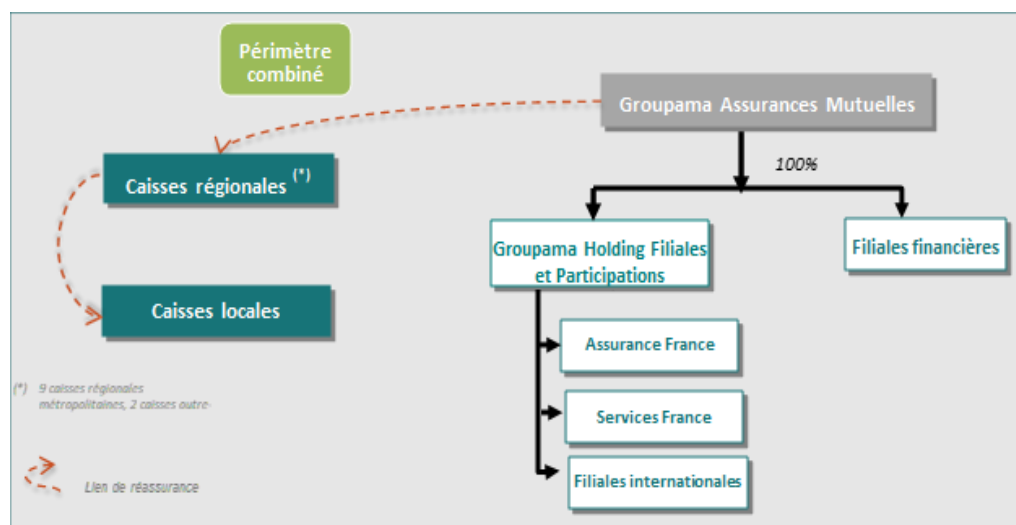 Périmètre
combiné
Groupama Assurances Mutuelles
100%
Caisses régionales (*)
Groupama Holding Filiales
et Participations
Filiales financières
Caisses locales
Assurance France
(*) 9 caisses régionales
métropolitaines, 2 caisses outre-
Services France
Filiales internationales
Lien de réassurance